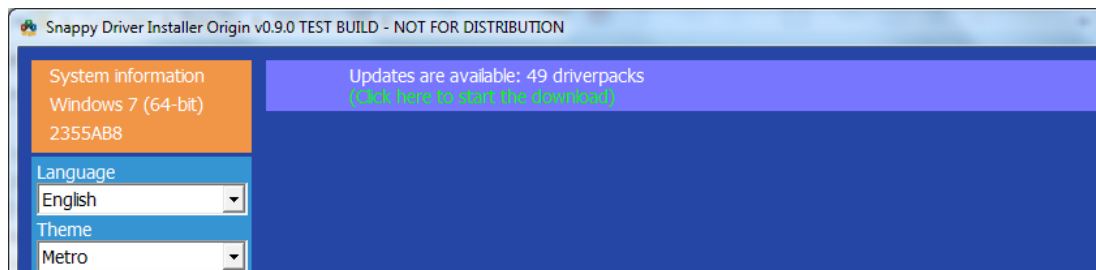 Snappy Driver Installer Origin v0.9.0 TEST BUILD - NOT FOR DISTRIBUTION
System information
Windows 7 (64-bit)
2355AB8
Updates are available: 49 driverpacks
(Click here to start the download)
Language
English
Theme
Metro